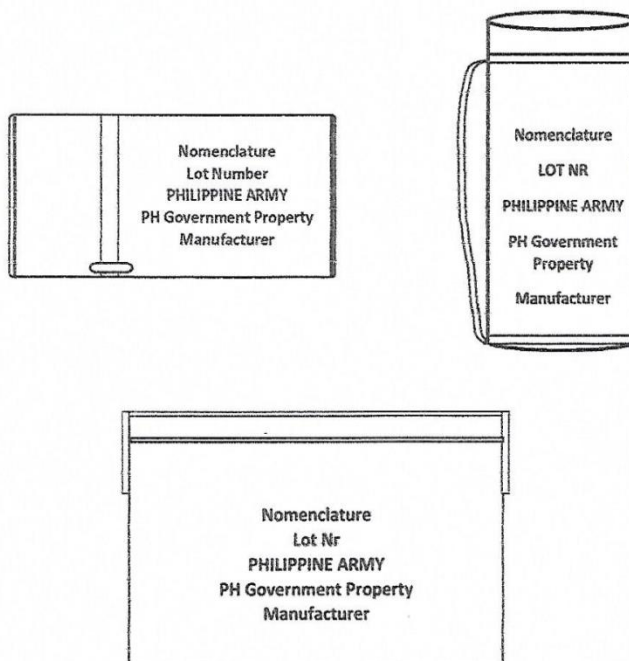 Nomenclature
Lot Number
PHILIPPINE ARMY
PH Government Property
Manufacturer
Nomenclature
LOT NR
PHILIPPINE ARMY
PH Government
Property
Manufacturer
Nomenclature
Lot Nr
PHILIPPINE ARMY
PH Government Property
Manufacturer